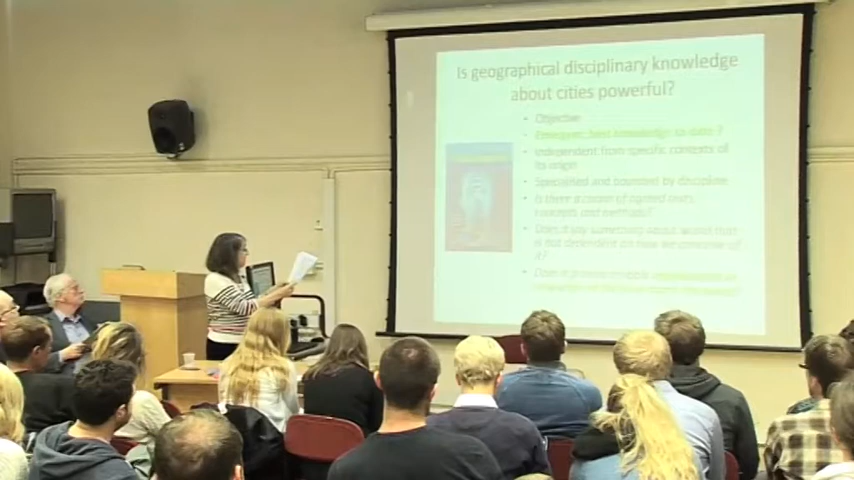 Is geographical disciplinary knowledge
about cities powerful?
• Objective
• Emergent, best knowledge to date?
• Independent from specific contexts of
its origin
• Specialised and bounded by discipline
• Is there a canon of agreed
concepts and methods?
• Does it say something about world that
is not dependent on how we conceive of
it?
• Does it